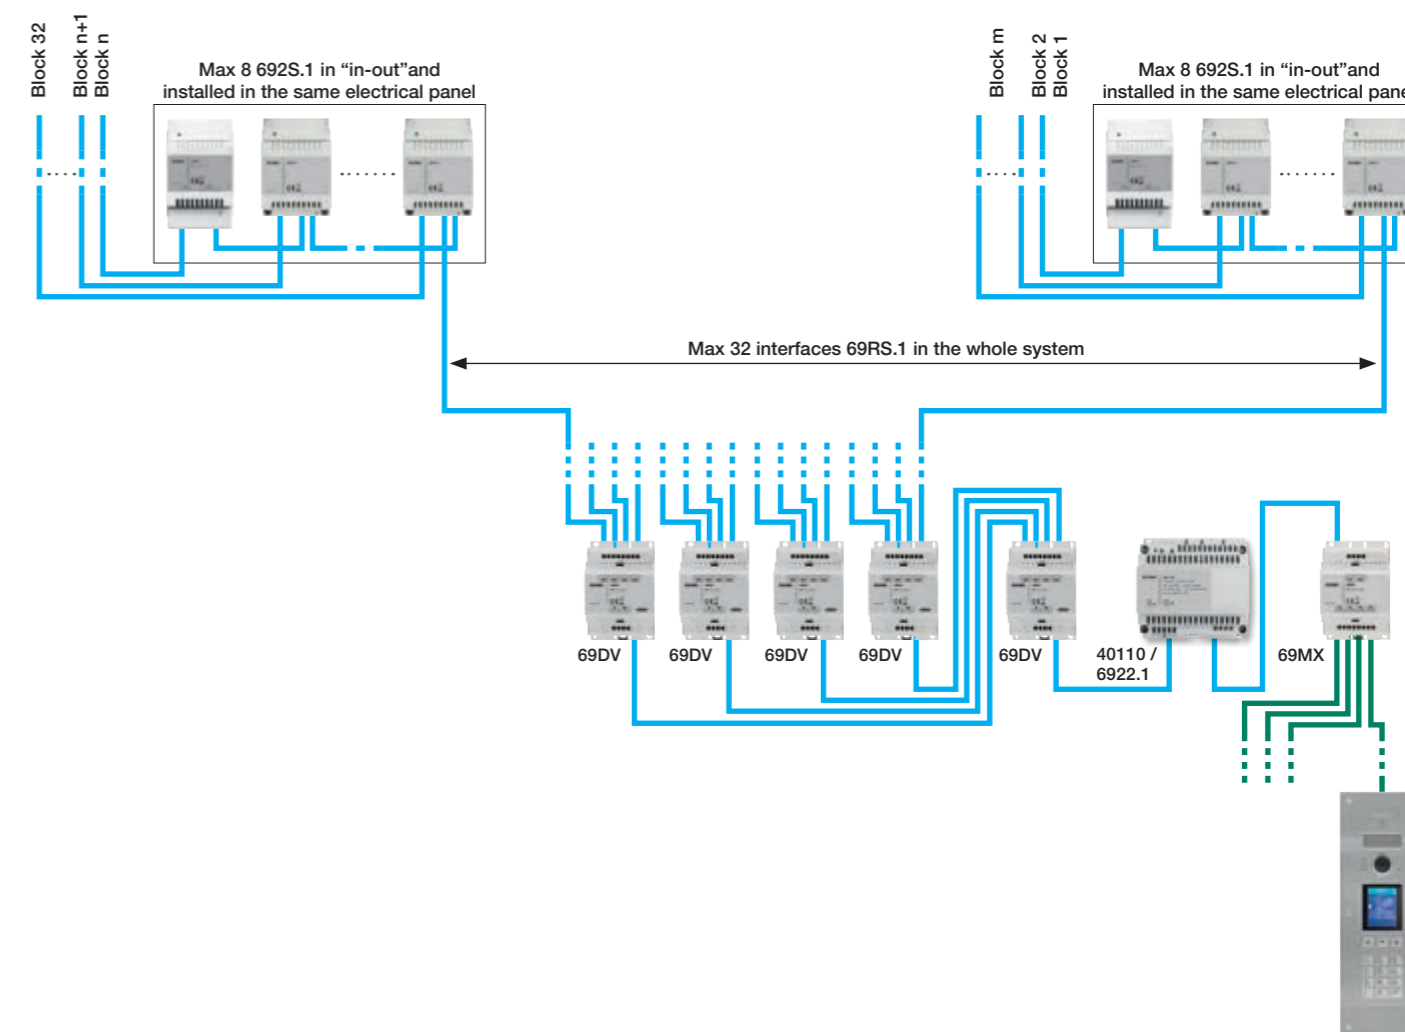 Block 32
Block n+1
Block n
Max 8 692S.1 in “in-out”and
installed in the same electrical panel
Block m
Block 2
Block 1
Max 8 692S.1 in “in-out”and
installed in the same electrical pane
Max 32 interfaces 69RS.1 in the whole system
69DV
69DV
69DV
69DV
69DV
40110 /
6922.1
69MX